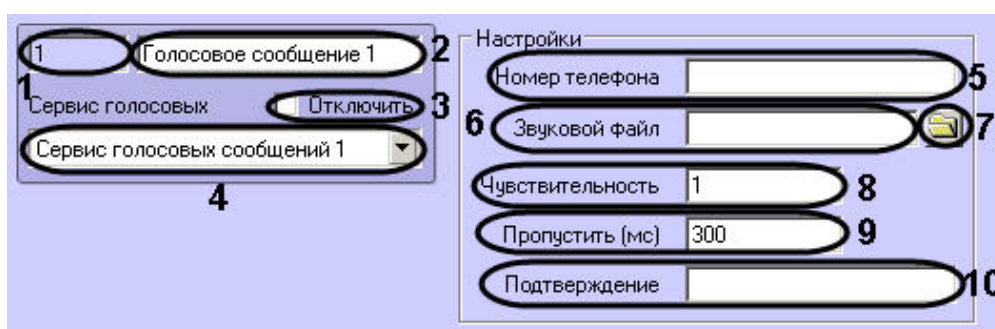 1 Голосовое сообщение 1 2
1
Сервис голосовых Отключить 3
Сервис голосовых сообщений 1
4
Настройки
Номер телефона 5
6 Звуковой файл 7
Чувствительность 1 8
Пропустить (мс) 300 9
Подтверждение 10